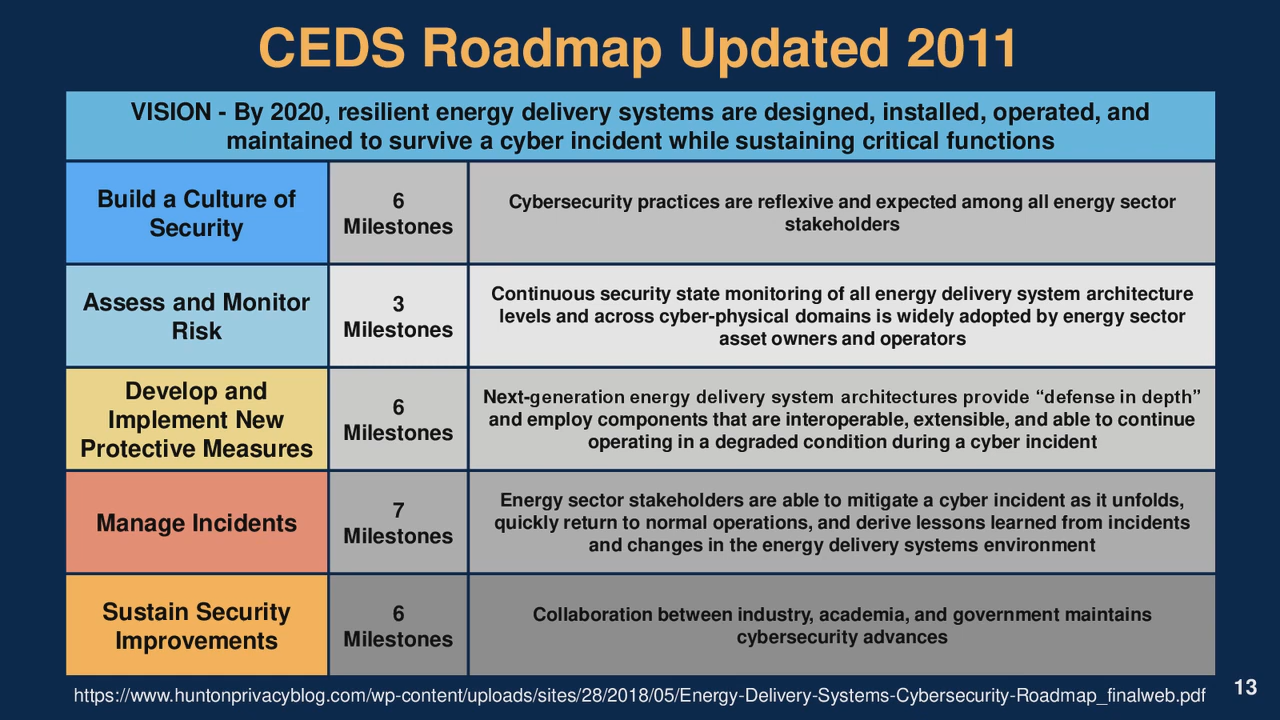 CEDS Roadmap Updated 2011
VISION - By 2020, resilient energy delivery systems are designed, installed, operated, and
maintained to survive a cyber incident while sustaining critical functions
Build a Culture of
Security
6
Milestones
Cybersecurity practices are reflexive and expected among all energy sector
stakeholders
Assess and Monitor
Risk
3
Milestones
Continuous security state monitoring of all energy delivery system architecture
levels and across cyber-physical domains is widely adopted by energy sector
asset owners and operators
Develop and
Implement New
Protective Measures
6
Milestones
Next-generation energy delivery system architectures provide “defense in depth”
and employ components that are interoperable, extensible, and able to continue
operating in a degraded condition during a cyber incident
Manage Incidents
7
Milestones
Energy sector stakeholders are able to mitigate a cyber incident as it unfolds,
quickly return to normal operations, and derive lessons learned from incidents
and changes in the energy delivery systems environment
Sustain Security
Improvements
6
Milestones
Collaboration between industry, academia, and government maintains
cybersecurity advances
https://www.huntonprivacyblog.com/wp-content/uploads/sites/28/2018/05/Energy-Delivery-Systems-Cybersecurity-Roadmap_finalweb.pdf
13